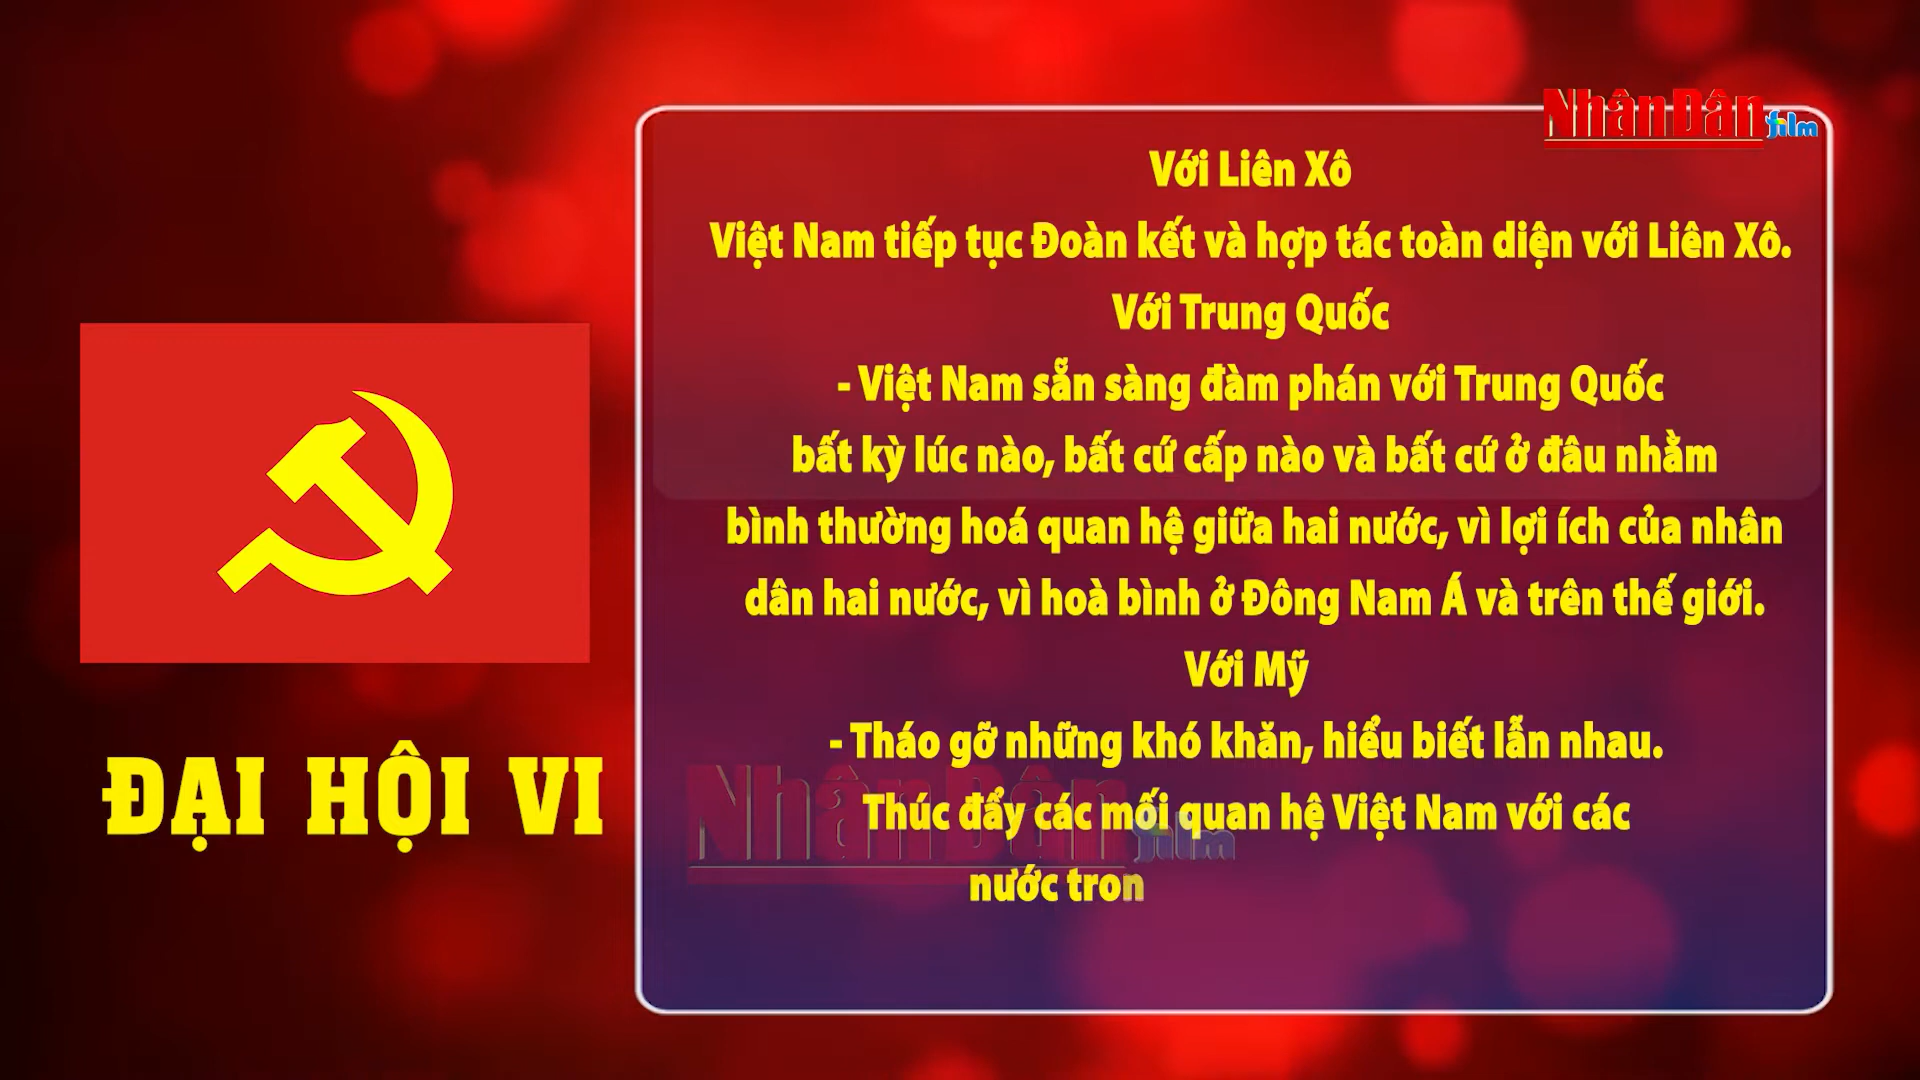 NhânDân
film
Với Liên Xô
Việt Nam tiếp tục Đoàn kết và hợp tác toàn diện với Liên Xô.
Với Trung Quốc
- Việt Nam sẵn sàng đàm phán với Trung Quốc
bất kỳ lúc nào, bất cứ cấp nào và bất cứ ở đâu nhằm
bình thường hoá quan hệ giữa hai nước, vì lợi ích của nhân
dân hai nước, vì hoà bình ở Đông Nam Á và trên thế giới.
Với Mỹ
- Tháo gỡ những khó khăn, hiểu biết lẫn nhau.
Thúc đẩy các mối quan hệ Việt Nam với các
nước tron
NhânDân
film
ĐẠI HỘI VI